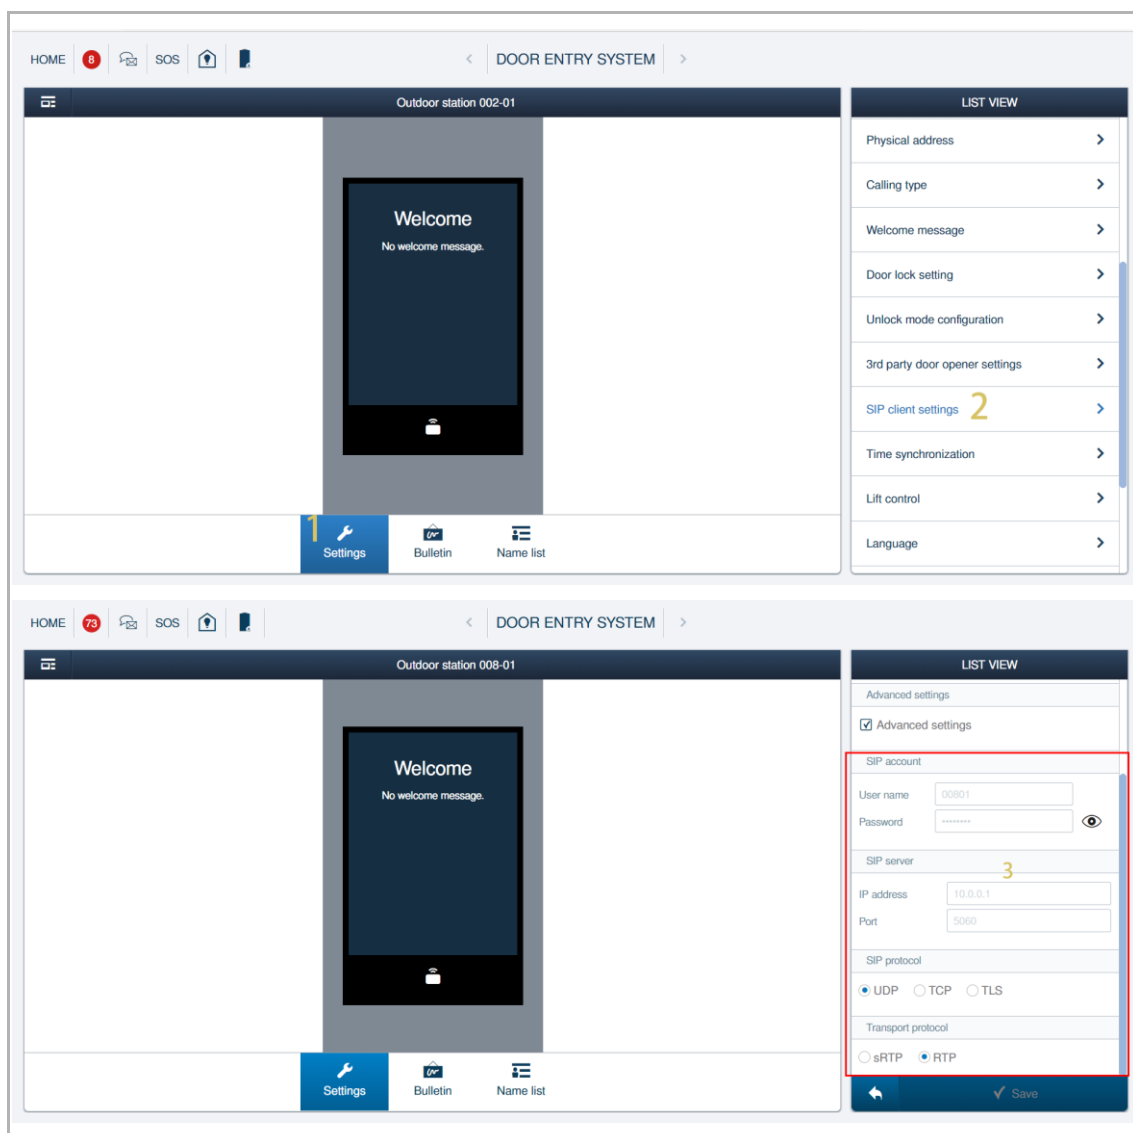 HOME 8 SOS DOOR ENTRY SYSTEM
Outdoor station 002-01
LIST VIEW
Welcome
No welcome message.
Physical address
Calling type
Welcome message
Door lock setting
Unlock mode configuration
3rd party door opener settings
SIP client settings 2
Time synchronization
Lift control
Language
1
Settings Bulletin Name list
HOME 73 SOS DOOR ENTRY SYSTEM
Outdoor station 008-01
LIST VIEW
Welcome
No welcome message.
Advanced settings
Advanced settings
SIP account
User name 00801
Password ********
SIP server
3
IP address 10.0.0.1
Port 5060
SIP protocol
UDP TCP TLS
Transport protocol
sRTP RTP
Settings Bulletin Name list
Save